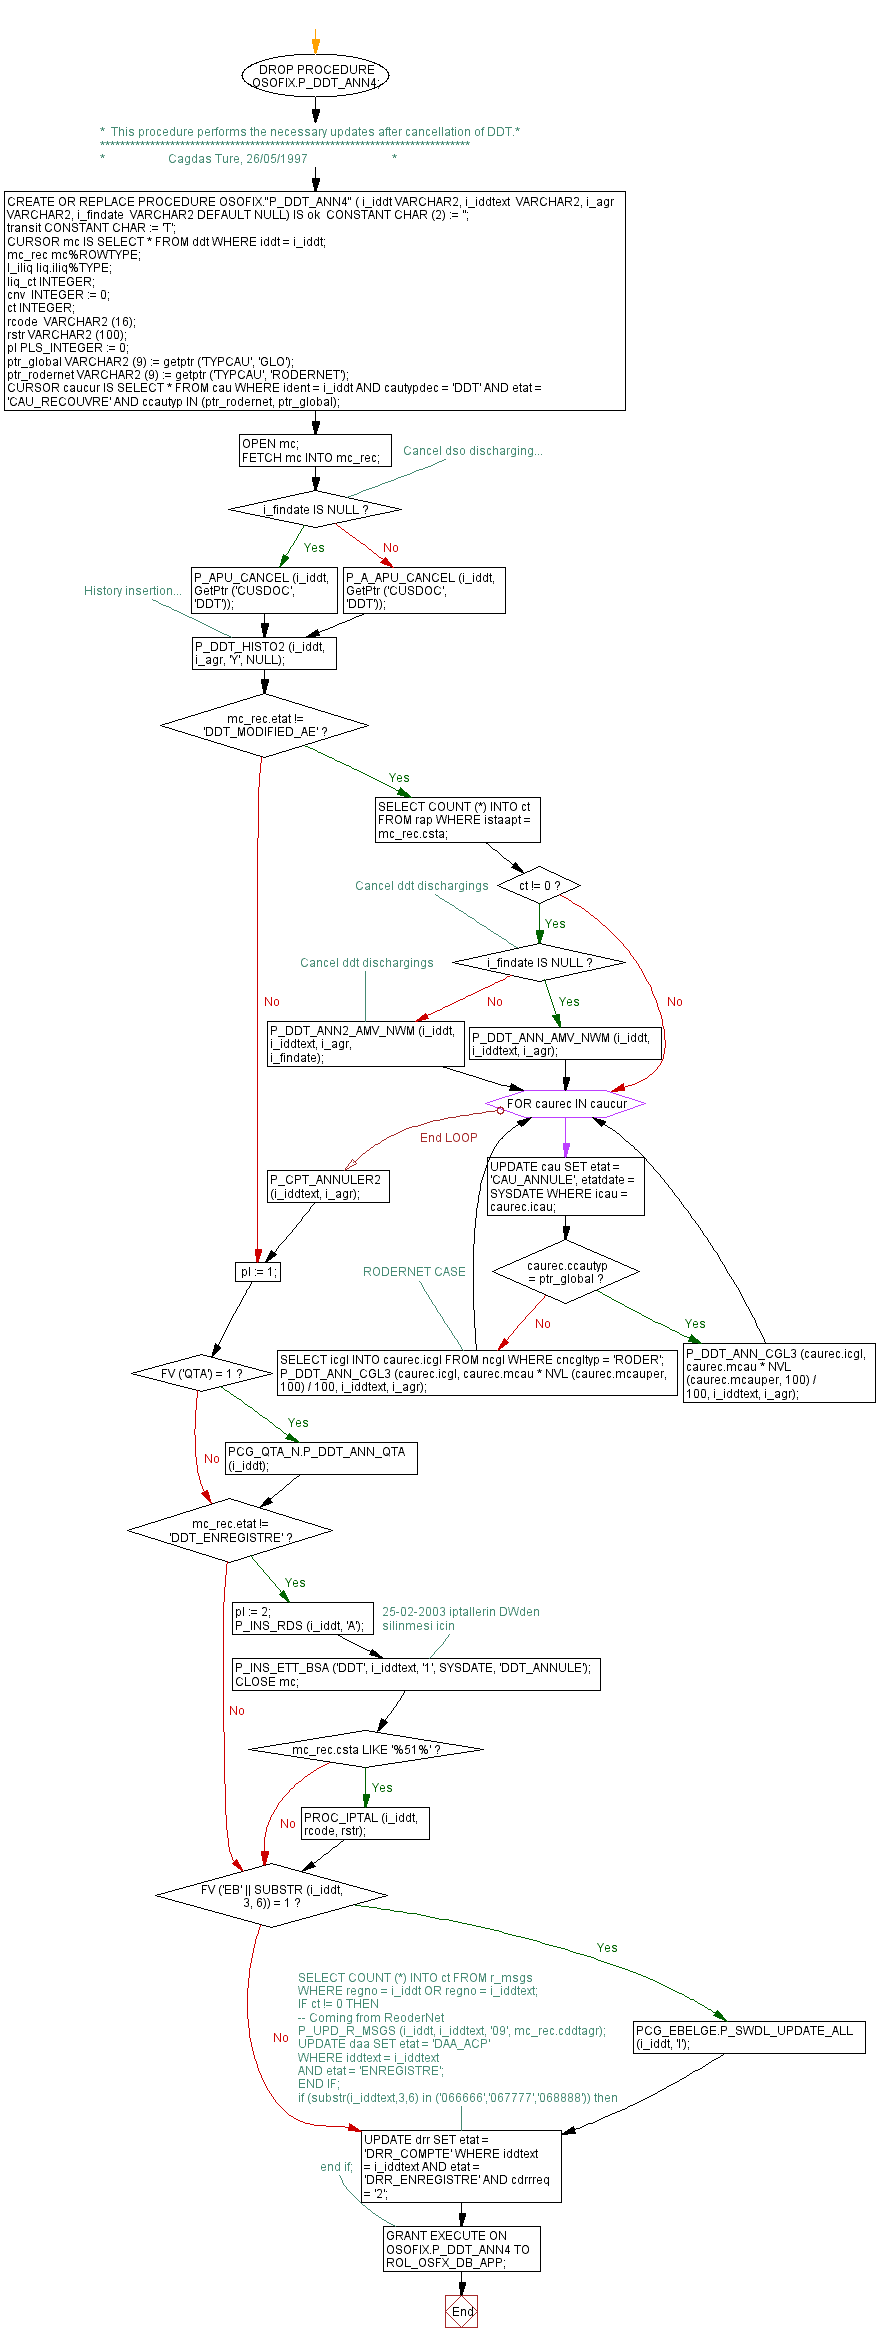 DROP PROCEDURE
OSOFIX.P_DDT_ANN4;
* This procedure performs the necessary updates after cancellation of DDT.*
**************************************************************************
* Cagdas Ture, 26/05/1997 *
CREATE OR REPLACE PROCEDURE OSOFIX."P_DDT_ANN4" ( i_iddt VARCHAR2, i_iddtext VARCHAR2, i_agr
VARCHAR2, i_findate VARCHAR2 DEFAULT NULL) IS ok CONSTANT CHAR (2) := '';
transit CONSTANT CHAR := 'T';
CURSOR mc IS SELECT * FROM ddt WHERE iddt = i_iddt;
mc_rec mc%ROWTYPE;
l_iliq liq.iliq%TYPE;
liq_ct INTEGER;
cnv INTEGER := 0;
ct INTEGER;
rcode VARCHAR2 (16);
rstr VARCHAR2 (100);
pl PLS_INTEGER := 0;
ptr_global VARCHAR2 (9) := getptr ('TYPCAU', 'GLO');
ptr_rodernet VARCHAR2 (9) := getptr ('TYPCAU', 'RODERNET');
CURSOR caucur IS SELECT * FROM cau WHERE ident = i_iddt AND cautypdec = 'DDT' AND etat =
'CAU_RECOUVRE' AND ccautyp IN (ptr_rodernet, ptr_global);
OPEN mc;
FETCH mc INTO mc_rec;
Cancel dso discharging...
i_findate IS NULL ?
Yes
No
P_APU_CANCEL (i_iddt,
GetPtr ('CUSDOC',
'DDT'));
P_A_APU_CANCEL (i_iddt,
GetPtr ('CUSDOC',
'DDT'));
History insertion...
P_DDT_HISTO2 (i_iddt,
i_agr, 'Y', NULL);
mc_rec.etat !=
'DDT_MODIFIED_AE' ?
Yes
SELECT COUNT (*) INTO ct
FROM rap WHERE istaapt =
mc_rec.csta;
ct != 0 ?
Cancel ddt dischargings
Yes
i_findate IS NULL ?
Cancel ddt dischargings
No
No
Yes
No
P_DDT_ANN2_AMV_NWM (i_iddt,
i_iddtext, i_agr,
i_findate);
P_DDT_ANN_AMV_NWM (i_iddt,
i_iddtext, i_agr);
FOR caurec IN caucur
End LOOP
P_CPT_ANNULER2
(i_iddtext, i_agr);
UPDATE cau SET etat =
'CAU_ANNULE', etatdate =
SYSDATE WHERE icau =
caurec.icau;
pl := 1;
RODERNET CASE
caurec.ccautyp
= ptr_global ?
No
Yes
SELECT icgl INTO caurec.icgl FROM ncgl WHERE cncgltyp = 'RODER';
P_DDT_ANN_CGL3 (caurec.icgl, caurec.mcau * NVL (caurec.mcauper,
100) / 100, i_iddtext, i_agr);
P_DDT_ANN_CGL3 (caurec.icgl,
caurec.mcau * NVL
(caurec.mcauper, 100) /
100, i_iddtext, i_agr);
FV ('QTA') = 1 ?
Yes
No
PCG_QTA_N.P_DDT_ANN_QTA
(i_iddt);
mc_rec.etat !=
'DDT_ENREGISTRE' ?
Yes
pl := 2;
P_INS_RDS (i_iddt, 'A');
25-02-2003 iptallerin DWden
silinmesi icin
P_INS_ETT_BSA ('DDT', i_iddtext, '1', SYSDATE, 'DDT_ANNULE');
CLOSE mc;
No
mc_rec.csta LIKE '%51%' ?
Yes
No
PROC_IPTAL (i_iddt,
rcode, rstr);
FV ('EB' || SUBSTR (i_iddt,
3, 6)) = 1 ?
Yes
SELECT COUNT (*) INTO ct FROM r_msgs
WHERE regno = i_iddt OR regno = i_iddtext;
IF ct != 0 THEN
-- Coming from ReoderNet
P_UPD_R_MSGS (i_iddt, i_iddtext, '09', mc_rec.cddtagr);
UPDATE daa SET etat = 'DAA_ACP'
WHERE iddtext = i_iddtext
AND etat = 'ENREGISTRE';
END IF;
if (substr(i_iddtext,3,6) in ('066666','067777','068888')) then
No
PCG_EBELGE.P_SWDL_UPDATE_ALL
(i_iddt, 'I');
UPDATE drr SET etat =
'DRR_COMPTE' WHERE iddtext
= i_iddtext AND etat =
'DRR_ENREGISTRE' AND cdrrreq
= '2';
end if;
GRANT EXECUTE ON
OSOFIX.P_DDT_ANN4 TO
ROL_OSFX_DB_APP;
End